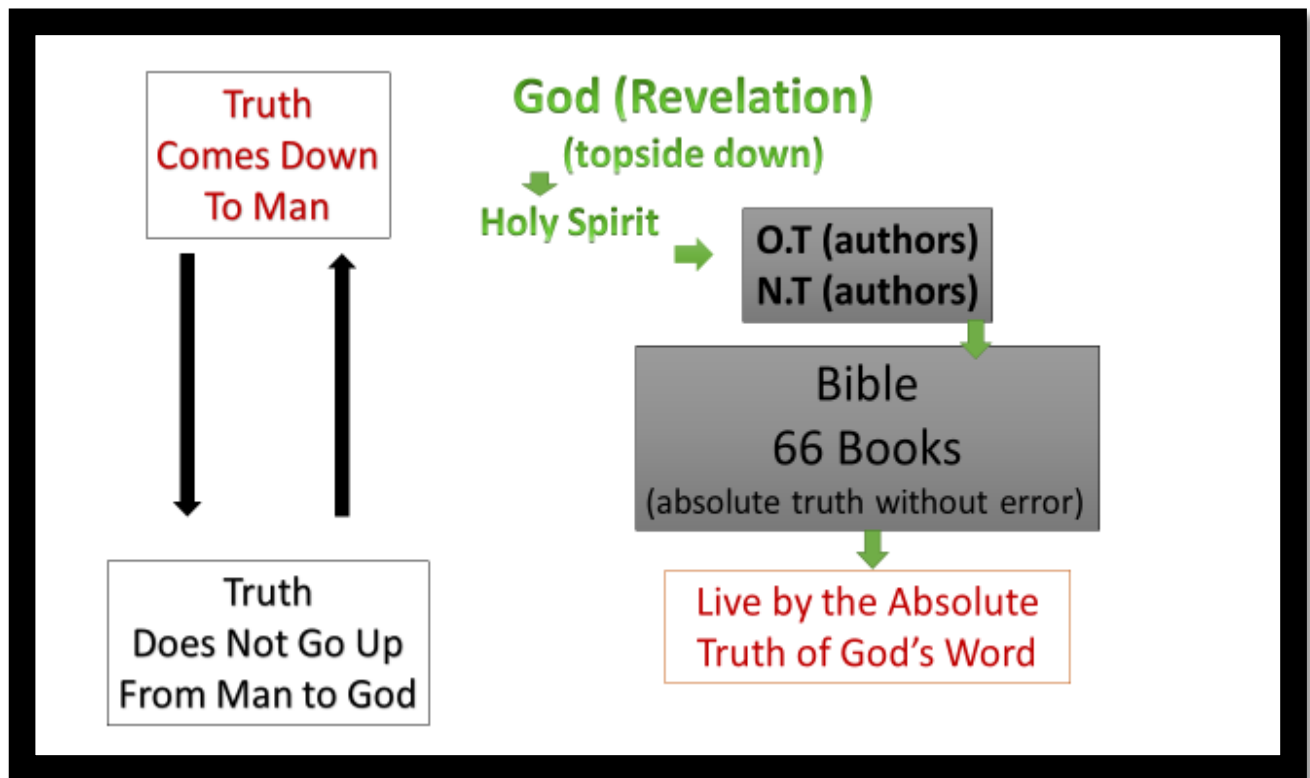 Truth
Comes Down
To Man
Truth
Does Not Go Up
From Man to God
God (Revelation)
(topside down)
Holy Spirit
O.T (authors)
N.T (authors)
Bible
66 Books
(absolute truth without error)
Live by the Absolute
Truth of God’s Word